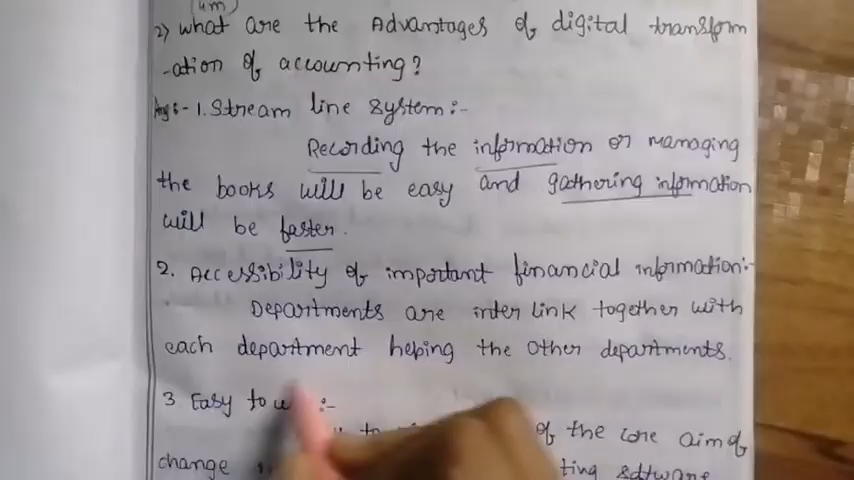 (4m)
2) What are the Advantages of digital transform
-ation of accounting?
Ans:- 1. Stream line system:-
Recording the information or managing
the books will be easy and gathering information
will be faster.
2. Accessibility of important financial information:-
Departments are inter link together with
each department heping the other departments.
3 Easy to :-
of the core aim of
change ting software